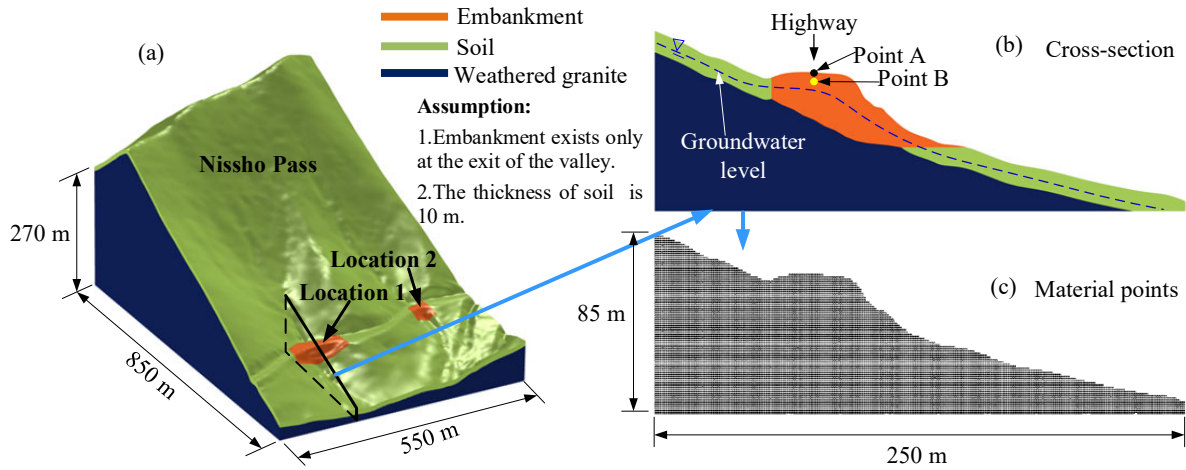 (a)
Embankment
Soil
Weathered granite
Assumption:
1.Embankment exists only
at the exit of the valley.
2.The thickness of soil is
10 m.
Nissho Pass
270 m
Location 2
Location 1
850 m
550 m
Highway
(b) Cross-section
Point A
Point B
Groundwater
level
(c) Material points
85 m
250 m